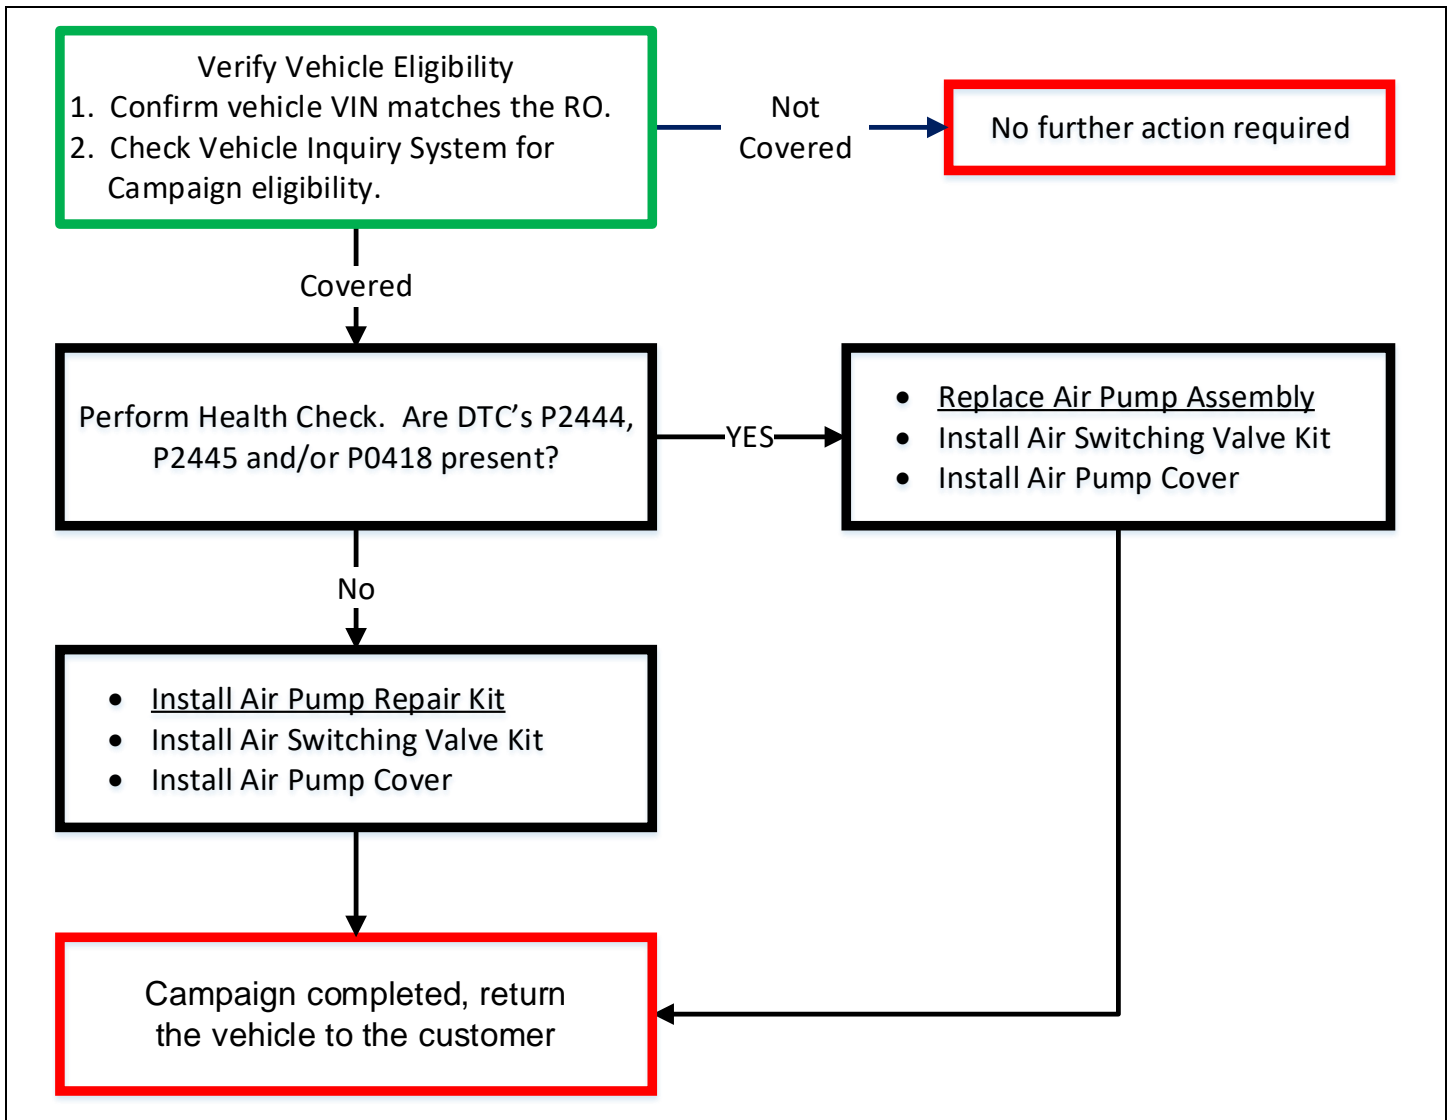 Verify Vehicle Eligibility
1. Confirm vehicle VIN matches the RO.
2. Check Vehicle Inquiry System for
Campaign eligibility.
Not
Covered
No further action required
Covered
Perform Health Check. Are DTC's P2444,
P2445 and/or P0418 present?
YES
• Replace Air Pump Assembly
• Install Air Switching Valve Kit
• Install Air Pump Cover
No
• Install Air Pump Repair Kit
• Install Air Switching Valve Kit
• Install Air Pump Cover
Campaign completed, return
the vehicle to the customer